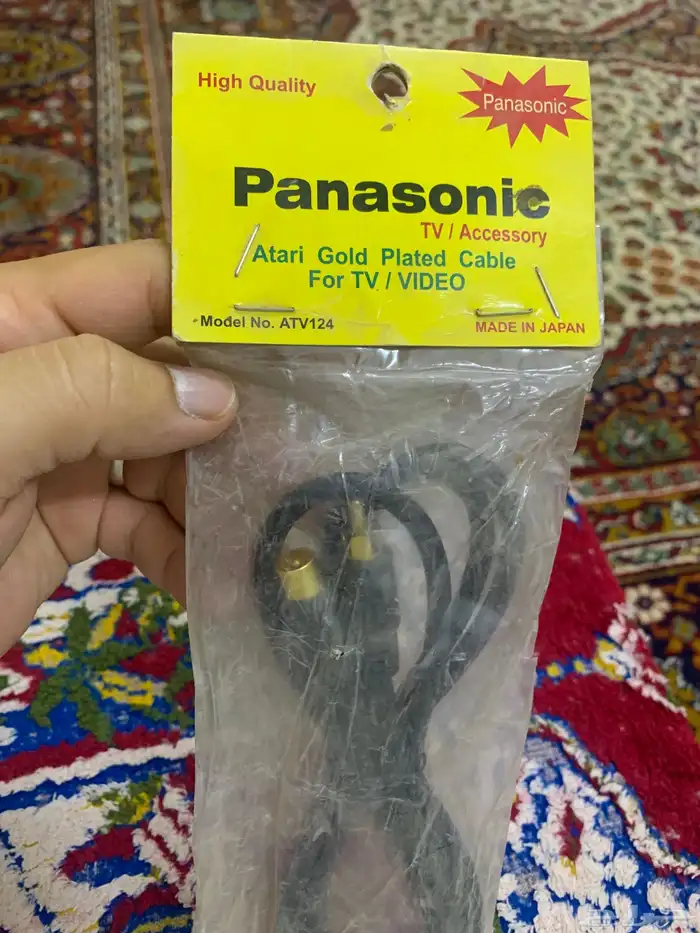 High Quality
Panasonic
Panasonic
TV / Accessory
Atari Gold Plated Cable
For TV / VIDEO
Model No. ATV124
MADE IN JAPAN